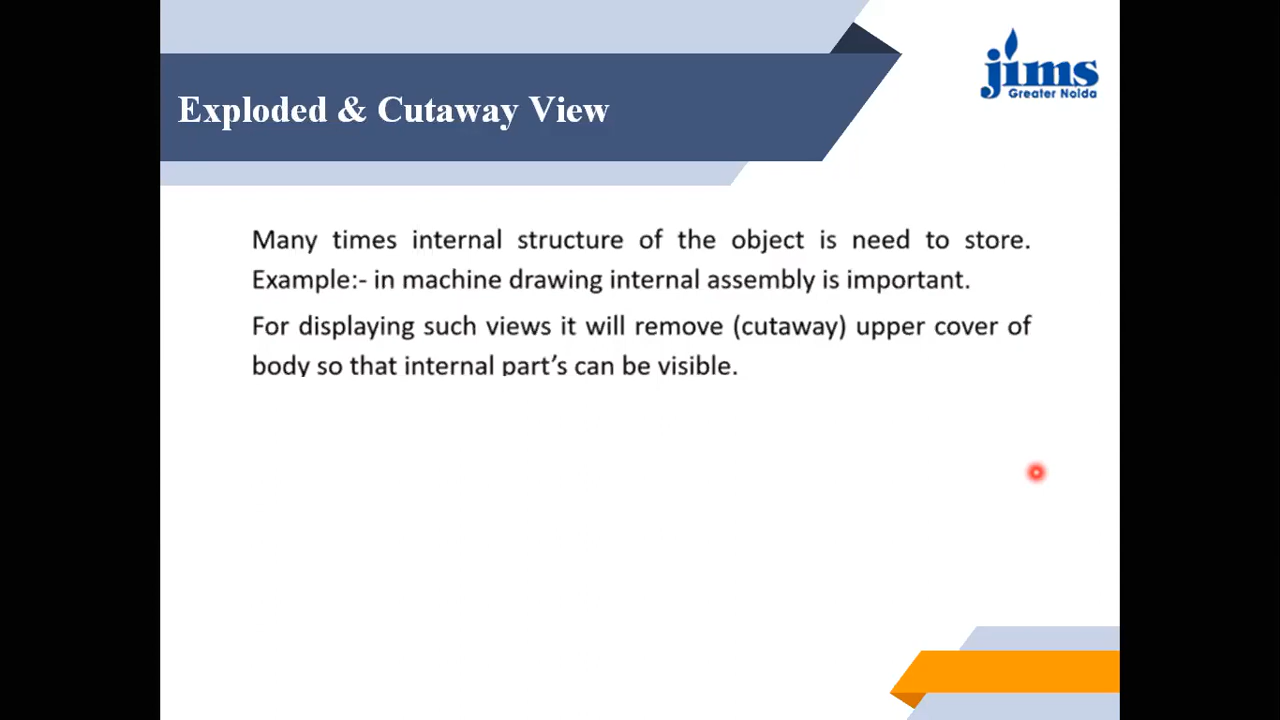 jims
Greater Noida
Exploded & Cutaway View
Many times internal structure of the object is need to store.
Example:- in machine drawing internal assembly is important.
For displaying such views it will remove (cutaway) upper cover of
body so that internal part's can be visible.